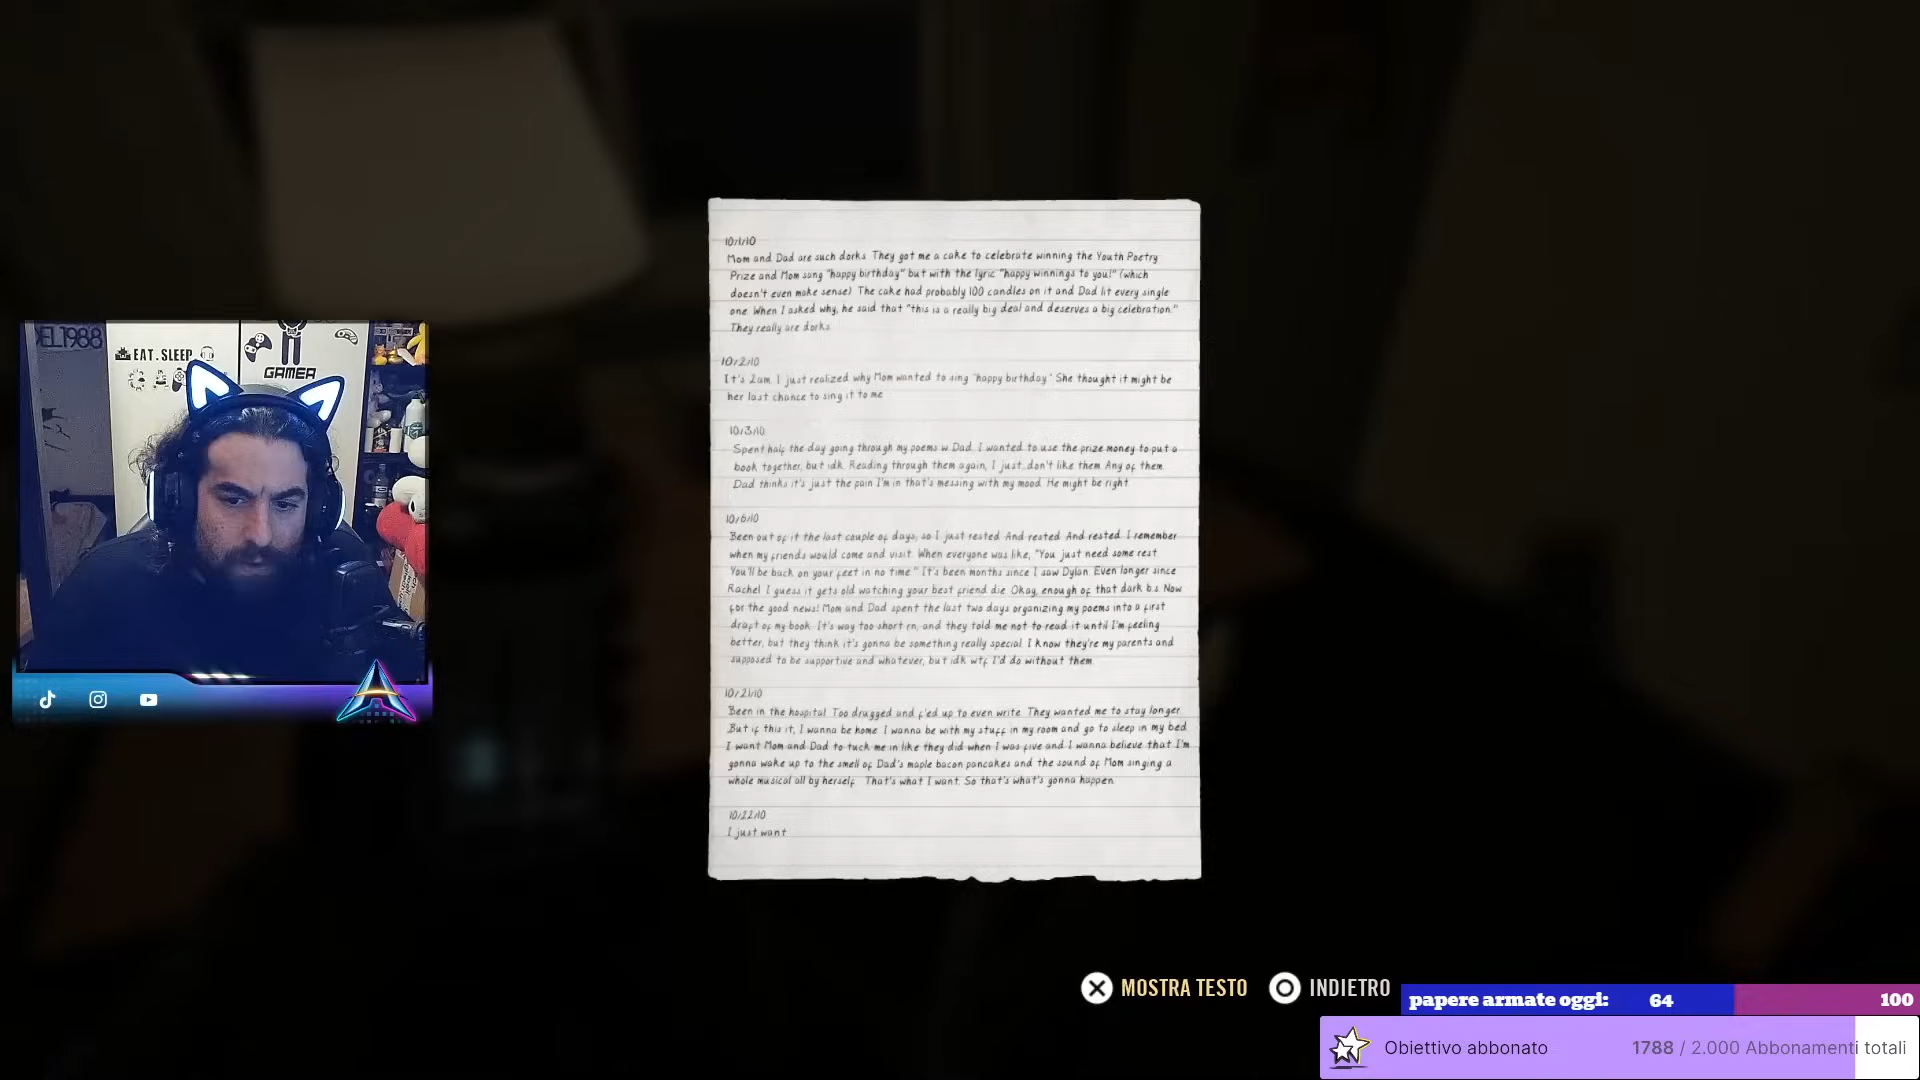 10/1/10
Mom and Dad are such dorks. They got me a cake to celebrate winning the Youth Poetry
Prize and Mom sang "happy birthday" but with the lyric "happy winnings to you!" (which
doesn't even make sense) The cake had probably 100 candles on it and Dad lit every single
one. When I asked why, he said that "this is a really big deal and deserves a big celebration."
They really are dorks.
10/2/10
It's 2am. I just realized why Mom wanted to sing "happy birthday." She thought it might be
her last chance to sing it to me
10/3/10
Spent half the day going through my poems w Dad. I wanted to use the prize money to put a
book together, but idk. Reading through them again, I just...don't like them. Any of them.
Dad thinks it's just the pain I'm in that's messing with my mood. He might be right
10/6/10
Been out of it the last couple of days, so I just rested. And rested. And rested. I remember
when my friends would come and visit. When everyone was like, "You just need some rest.
You'll be back on your feet in no time." It's been months since I saw Dylan. Even longer since
Rachel. I guess it gets old watching your best friend die. Okay, enough of that dark b.s. Now
for the good news! Mom and Dad spent the last two days organizing my poems into a first
draft of my book. It's way too short rn, and they told me not to read it until I'm feeling
better, but they think it's gonna be something really special. I know they're my parents and
supposed to be supportive and whatever, but idk wtf I'd do without them.
10/21/10
Been in the hospital. Too drugged and f'ed up to even write. They wanted me to stay longer.
But if this it, I wanna be home. I wanna be with my stuff in my room and go to sleep in my bed.
I want Mom and Dad to tuck me in like they did when I was five and I wanna believe that I'm
gonna wake up to the smell of Dad's maple bacon pancakes and the sound of Mom singing a
whole musical all by herself. That's what I want. So that's what's gonna happen.
10/22/10
I just want
EL1988
EAT.SLEEP
GAMER
MOSTRA TESTO
INDIETRO
papere armate oggi: 64 100
Obiettivo abbonato 1788 / 2.000 Abbonamenti totali